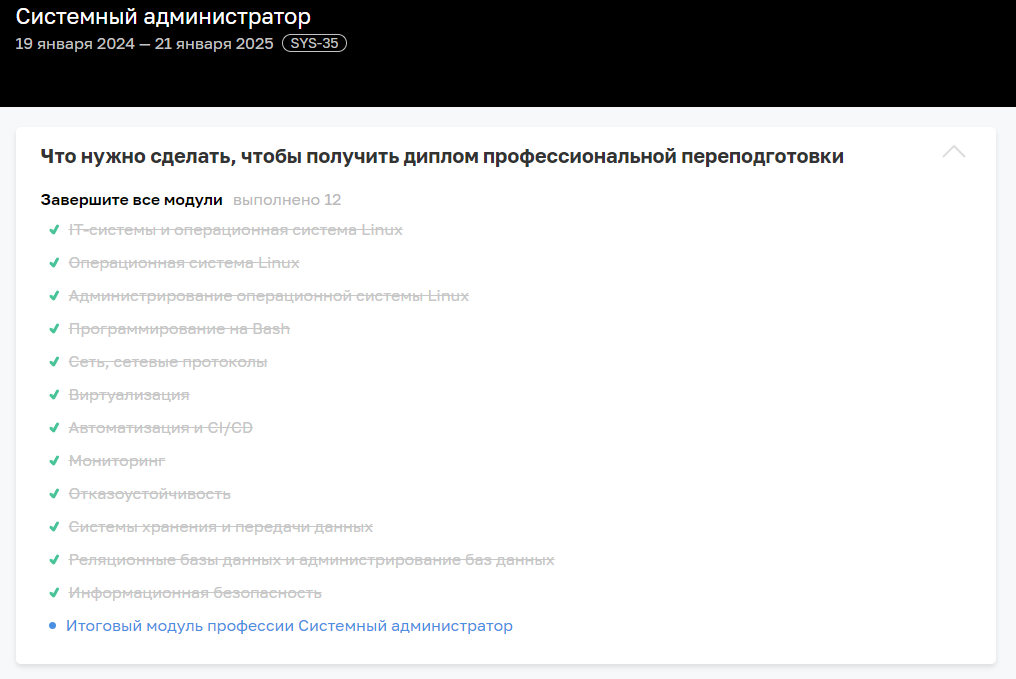 Системный администратор
19 января 2024 — 21 января 2025 SYS-35
Что нужно сделать, чтобы получить диплом профессиональной переподготовки
Завершите все модули выполнено 12
IT-системы и операционная система Linux
Операционная система Linux
Администрирование операционной системы Linux
Программирование на Bash
Сеть, сетевые протоколы
Виртуализация
Автоматизация и CI/CD
Мониторинг
Отказоустойчивость
Системы хранения и передачи данных
Реляционные базы данных и администрирование баз данных
Информационная безопасность
Итоговый модуль профессии Системный администратор